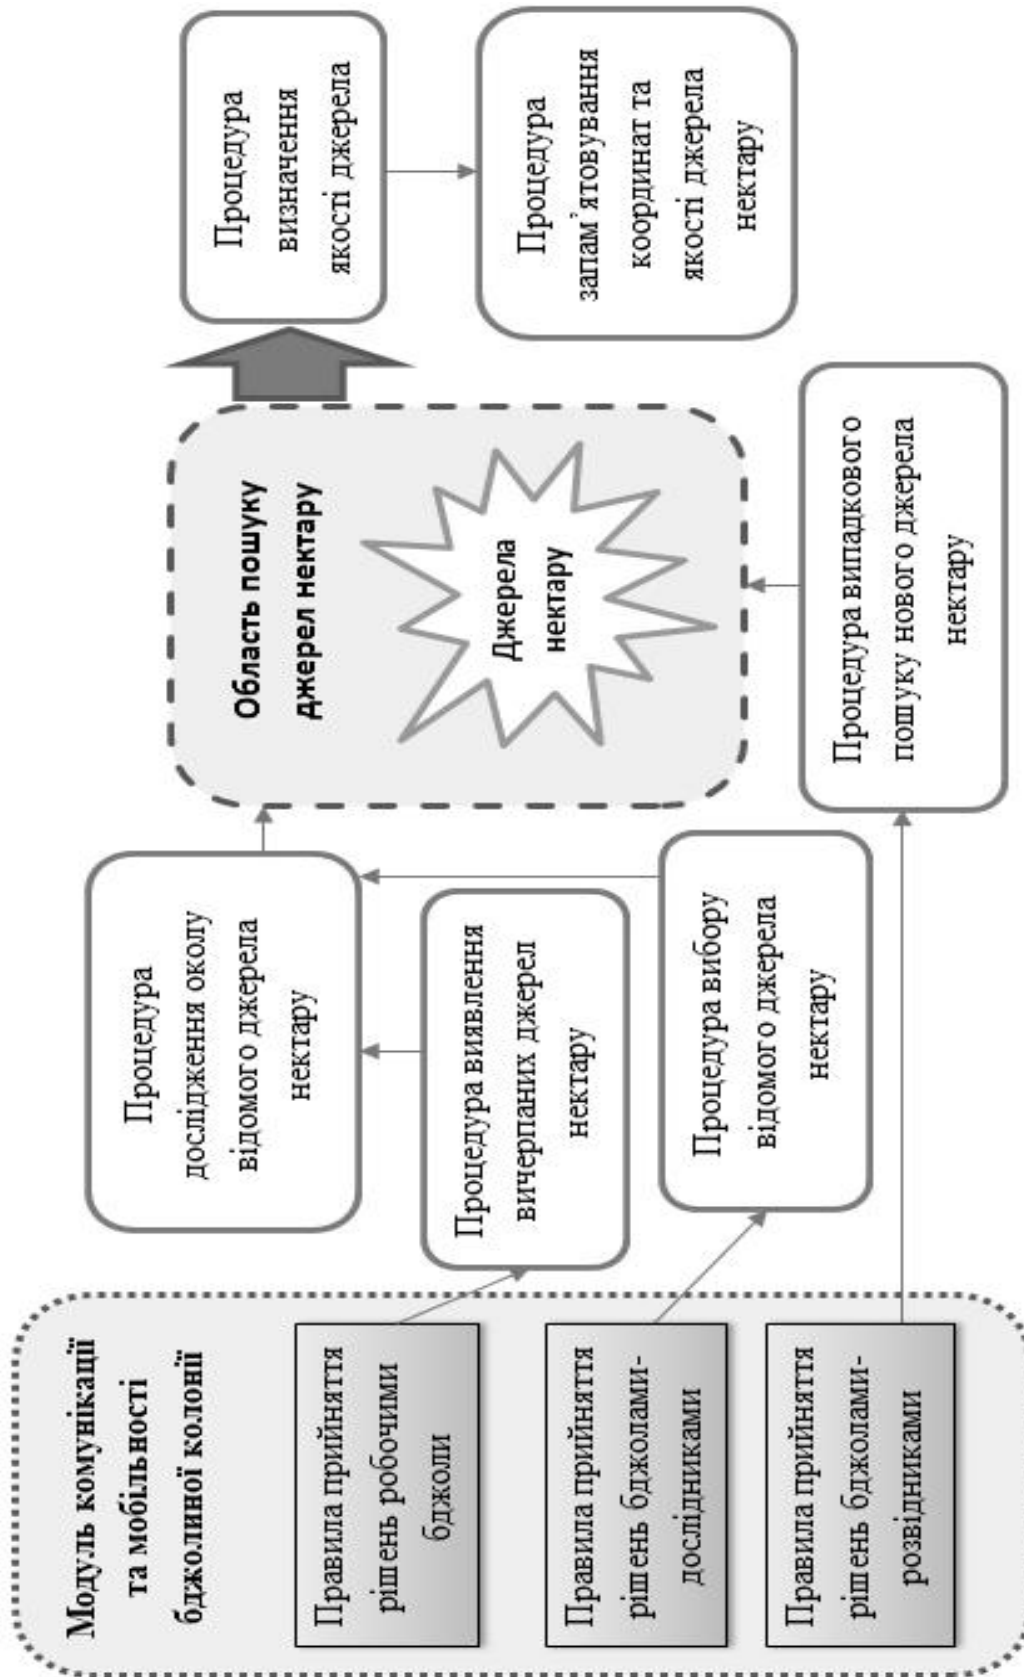 Модуль комунікації
та мобільності
бджолиної колонії
Правила прийняття
рішень робочими
бджоли
Правила прийняття
рішень бджолами-
дослідниками
Правила прийняття
рішень бджолами-
розвідниками
Процедура
дослідження околу
відомого джерела
нектару
Процедура виявлення
вичерпаних джерел
нектару
Процедура вибору
відомого джерела
нектару
Область пошуку
джерел нектару
Джерела
нектару
Процедура випадкового
пошуку нового джерела
нектару
Процедура
визначення
якості джерела
Процедура
запам'ятовування
координат та
якості джерела
нектару